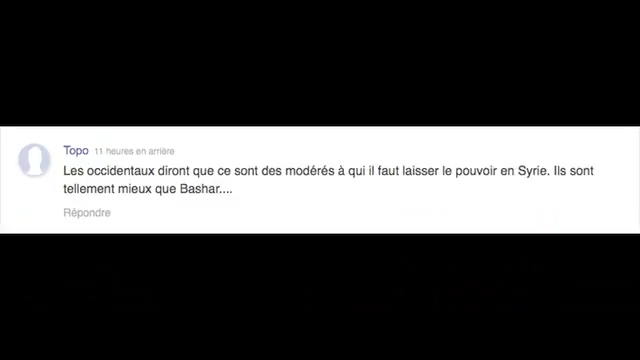 Topo 11 heures en arrière
Les occidentaux diront que ce sont des modérés à qui il faut laisser le pouvoir en Syrie. Ils sont
tellement mieux que Bashar....
Répondre